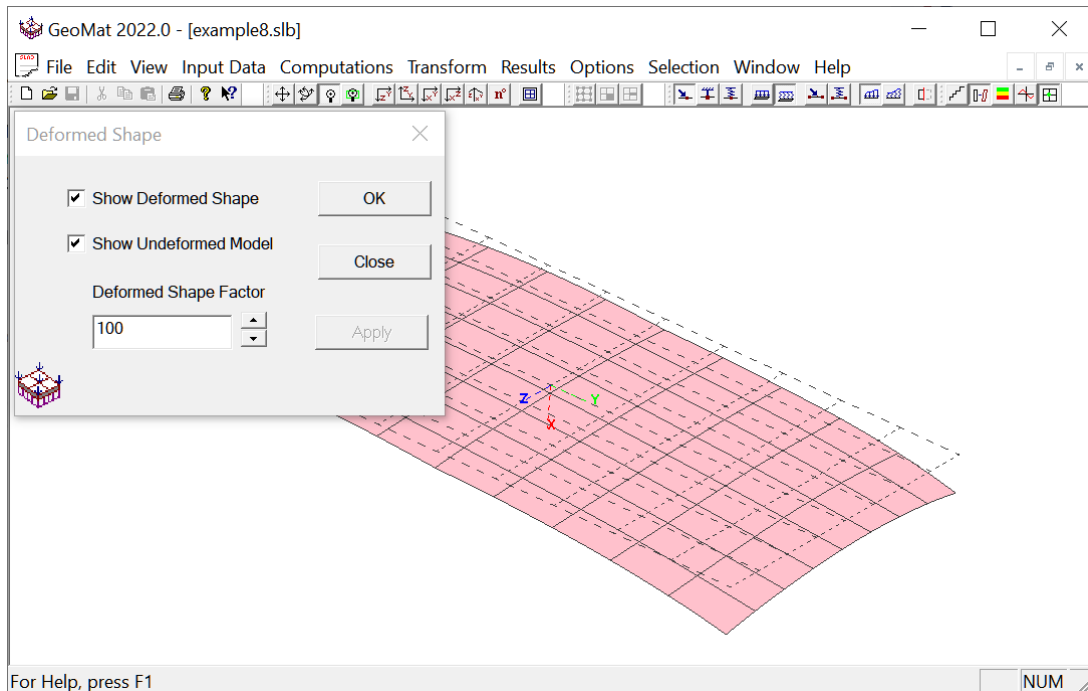 GeoMat 2022.0 - [example8.slb]
File Edit View Input Data Computations Transform Results Options Selection Window Help
Deformed Shape
Show Deformed Shape
OK
Show Undeformed Model
Close
Deformed Shape Factor
100
Apply
Z
Y
X
For Help, press F1
NUM